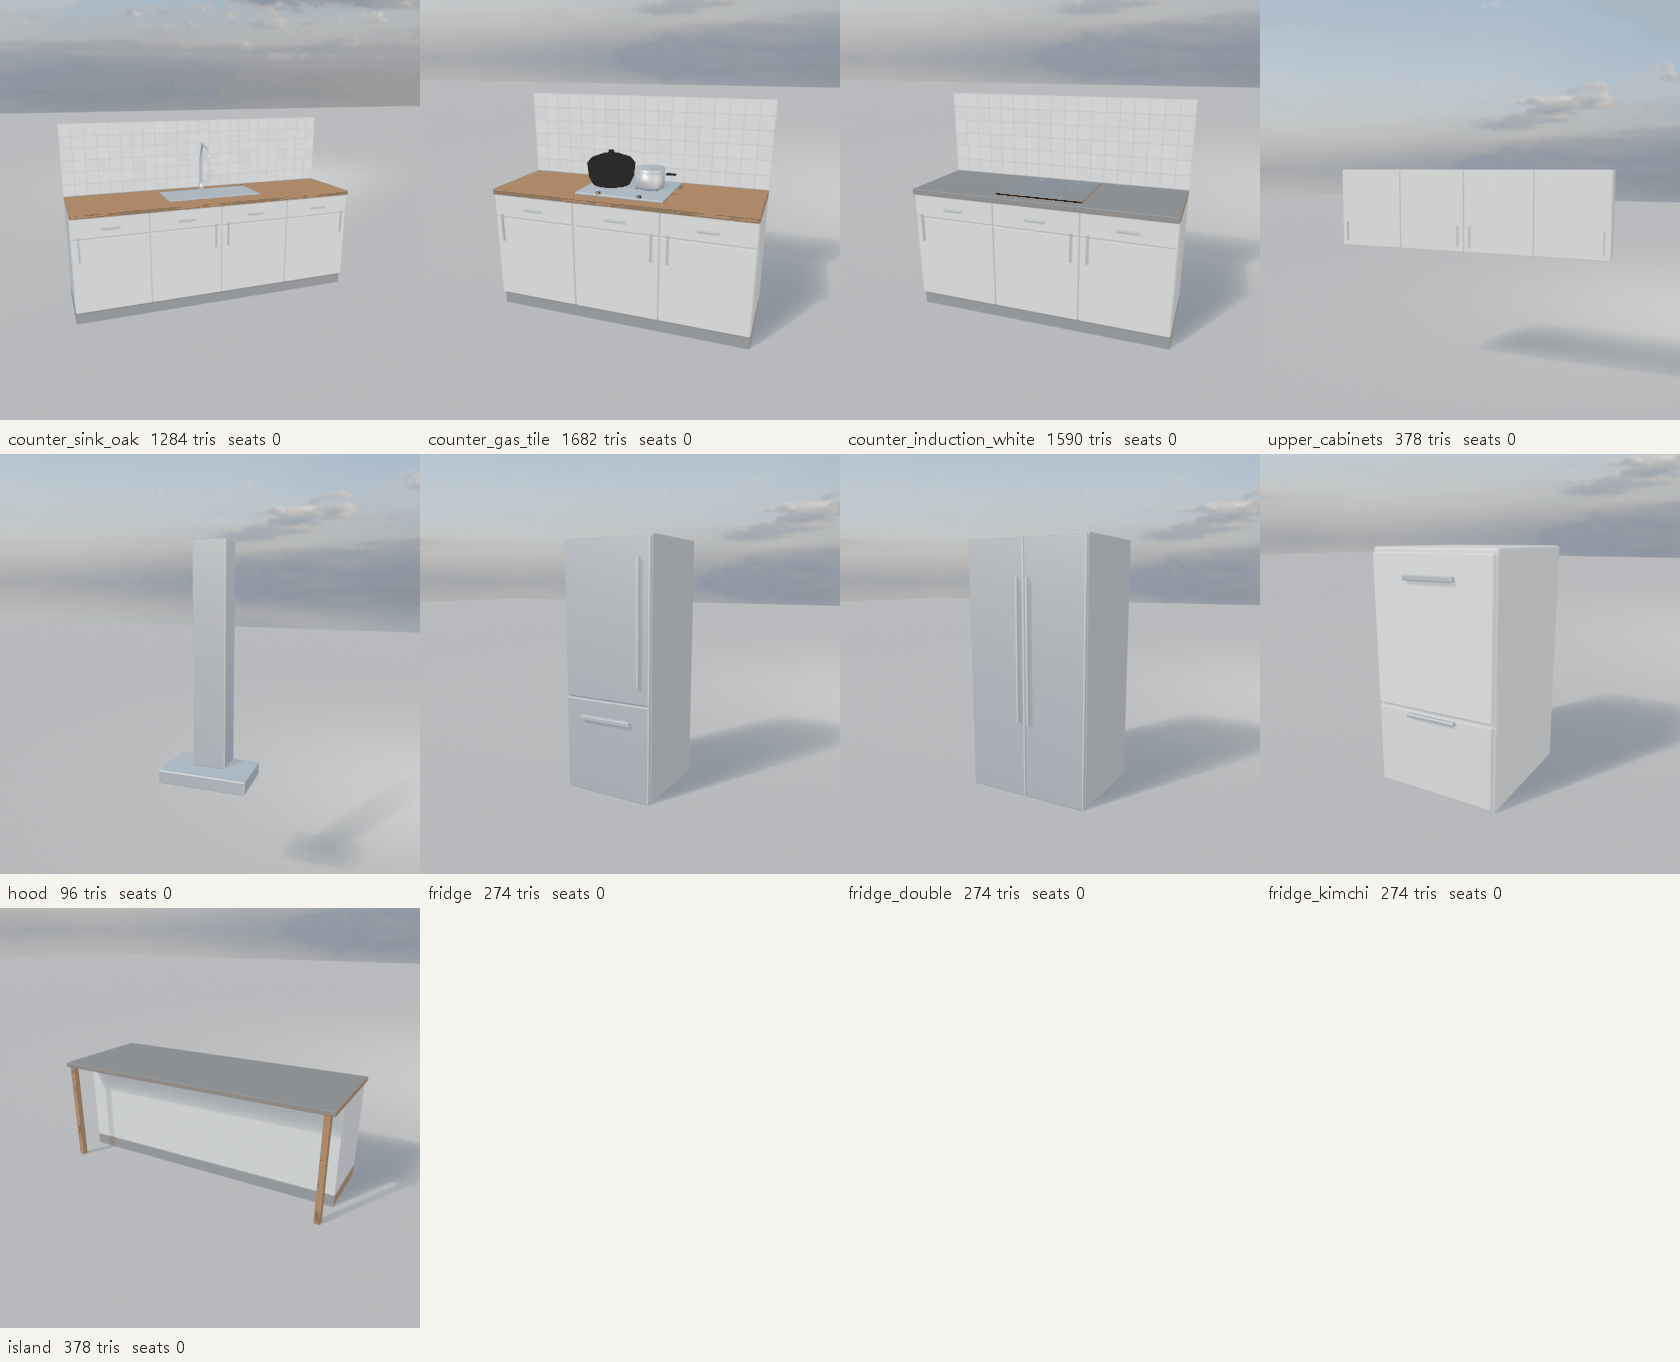 counter_sink_oak 1284 tris seats 0
counter_gas_tile 1682 tris seats 0
counter_induction_white 1590 tris seats 0
upper_cabinets 378 tris seats 0
hood 96 tris seats 0
fridge 274 tris seats 0
fridge_double 274 tris seats 0
fridge_kimchi 274 tris seats 0
island 378 tris seats 0